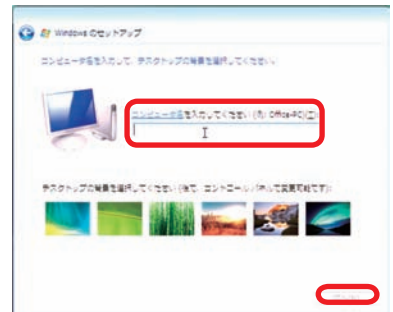 Windows のセットアップ
コンピュータ名を入力して、デスクトップの背景を選択してください。
コンピュータ名を入力してください (例: Office-PC)(T):
デスクトップの背景を選択してください (後で、コントロール パネルで変更可能です):